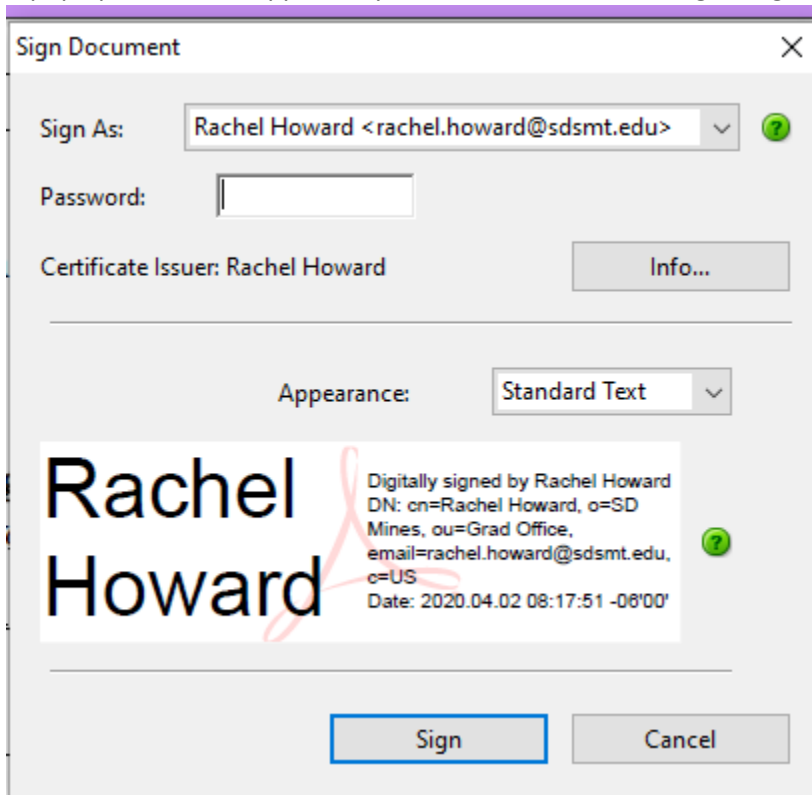 Sign Document
Sign As: Rachel Howard <rachel.howard@sdsmt.edu> ?
Password:
Certificate Issuer: Rachel Howard Info...
Appearance: Standard Text
Rachel
Howard
Digitally signed by Rachel Howard
DN: cn=Rachel Howard, o=SD
Mines, ou=Grad Office,
email=rachel.howard@sdsmt.edu,
c=US
Date: 2020.04.02 08:17:51 -06'00'
?
Sign Cancel